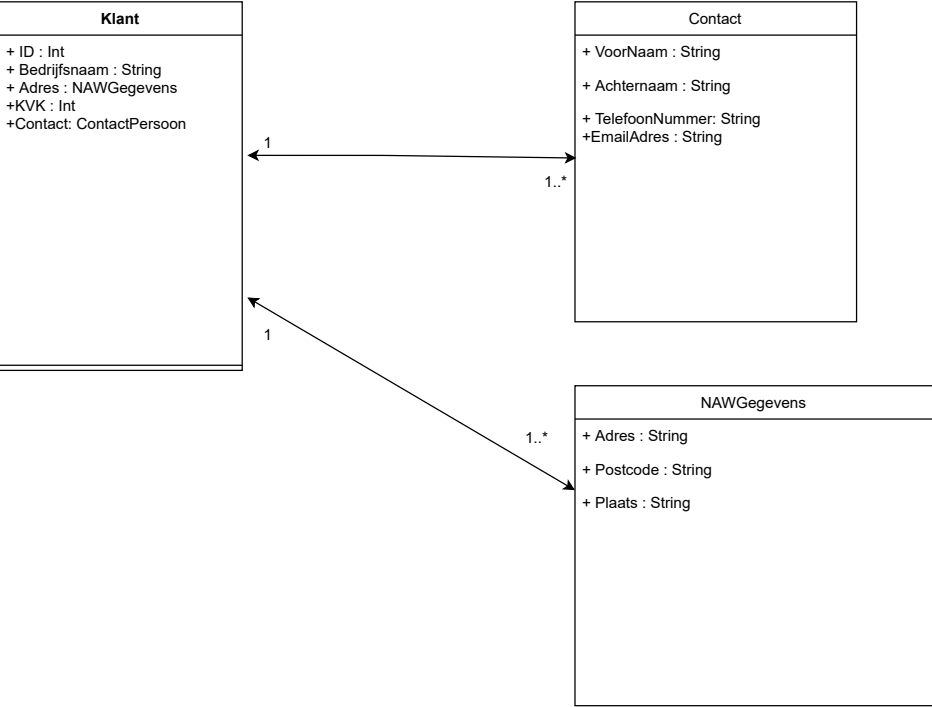 Klant
+ ID : Int
+ Bedrijfsnaam : String
+ Adres : NAWGegevens
+KVK : Int
+Contact: ContactPersoon
1
1..*
Contact
+ VoorNaam : String
+ Achternaam : String
+ TelefoonNummer: String
+EmailAdres : String
1
1..*
NAWGegevens
+ Adres : String
+ Postcode : String
+ Plaats : String